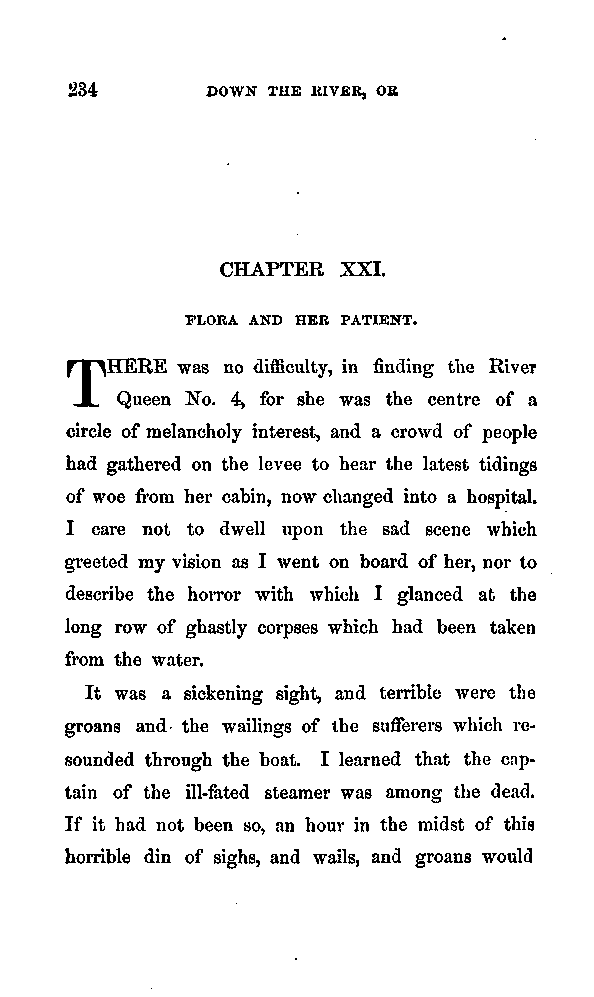 234 DOWN THE RIVER, OR
CHAPTER XXI.
FLORA AND HER PATIENT.
THERE was no difficulty, in finding the River
Queen No. 4, for she was the centre of a
circle of melancholy interest, and a crowd of people
had gathered on the levee to hear the latest tidings
of woe from her cabin, now changed into a hospital.
I care not to dwell upon the sad scene which
greeted my vision as I went on board of her, nor to
describe the horror with which I glanced at the
long row of ghastly corpses which had been taken
from the water.
It was a sickening sight, and terrible were the
groans and the wailings of the sufferers which re-
sounded through the boat. I learned that the cap-
tain of the ill-fated steamer was among the dead.
If it had not been so, an hour in the midst of this
horrible din of sighs, and wails, and groans would